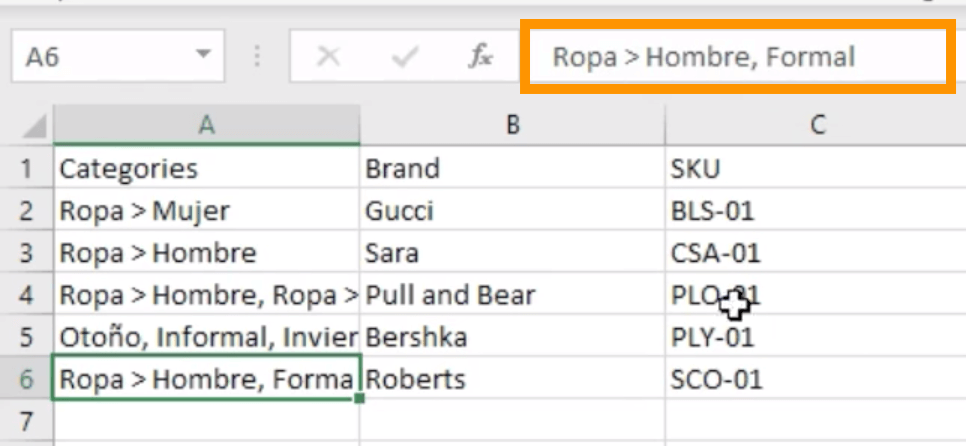 A6 fx Ropa > Hombre, Formal
A B C
1 Categories Brand SKU
2 Ropa > Mujer Gucci BLS-01
3 Ropa > Hombre Sara CSA-01
4 Ropa > Hombre, Ropa > Pull and Bear PLO-01
5 Otoño, Informal, Invier Bershka PLY-01
6 Ropa > Hombre, Forma Roberts SCO-01
7